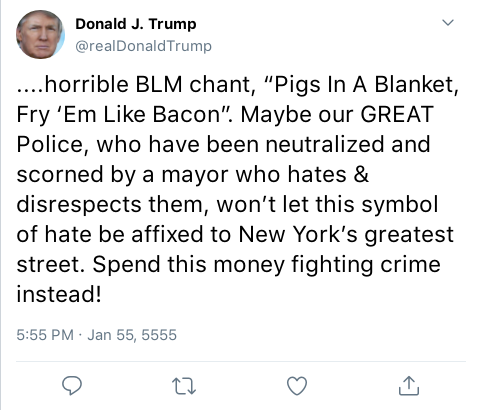 Donald J. Trump
@realDonaldTrump
....horrible BLM chant, “Pigs In A Blanket,
Fry ‘Em Like Bacon”. Maybe our GREAT
Police, who have been neutralized and
scorned by a mayor who hates &
disrespects them, won’t let this symbol
of hate be affixed to New York’s greatest
street. Spend this money fighting crime
instead!
5:55 PM · Jan 55, 5555